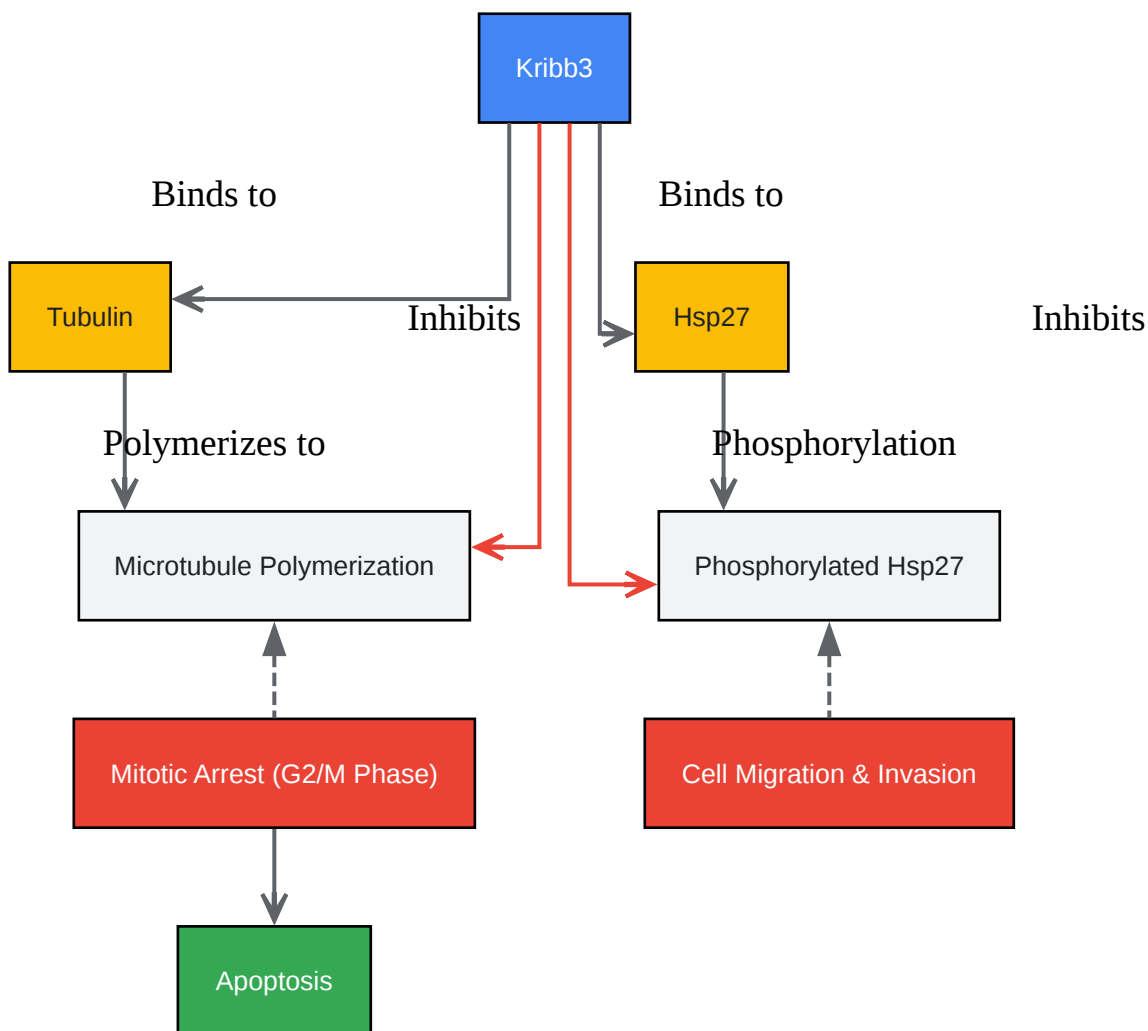 Kribb3
Binds to
Binds to
Tubulin
Inhibits
Hsp27
Inhibits
Polymerizes to
Phosphorylation
Microtubule Polymerization
Phosphorylated Hsp27
Mitotic Arrest (G2/M Phase)
Cell Migration & Invasion
Apoptosis